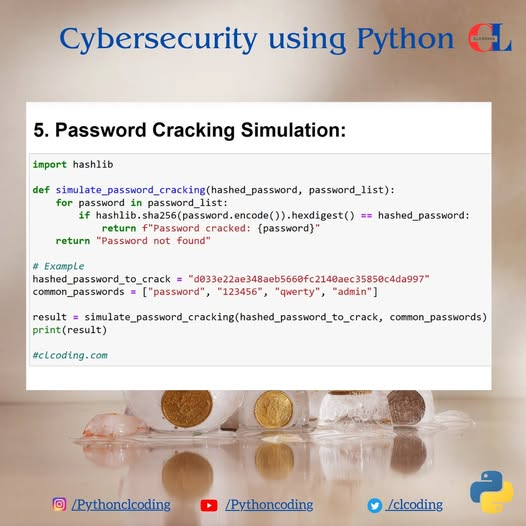 Cybersecurity using Python CL
CLCODING
5. Password Cracking Simulation:
import hashlib
def simulate_password_cracking(hashed_password, password_list):
    for password in password_list:
        if hashlib.sha256(password.encode()).hexdigest() == hashed_password:
            return f"Password cracked: {password}"
    return "Password not found"
# Example
hashed_password_to_crack = "d033e22ae348aeb5660fc2140aec35850c4da997"
common_passwords = ["password", "123456", "qwerty", "admin"]
result = simulate_password_cracking(hashed_password_to_crack, common_passwords)
print(result)
#clcoding.com
/Pythonclcoding /Pythoncoding /clcoding